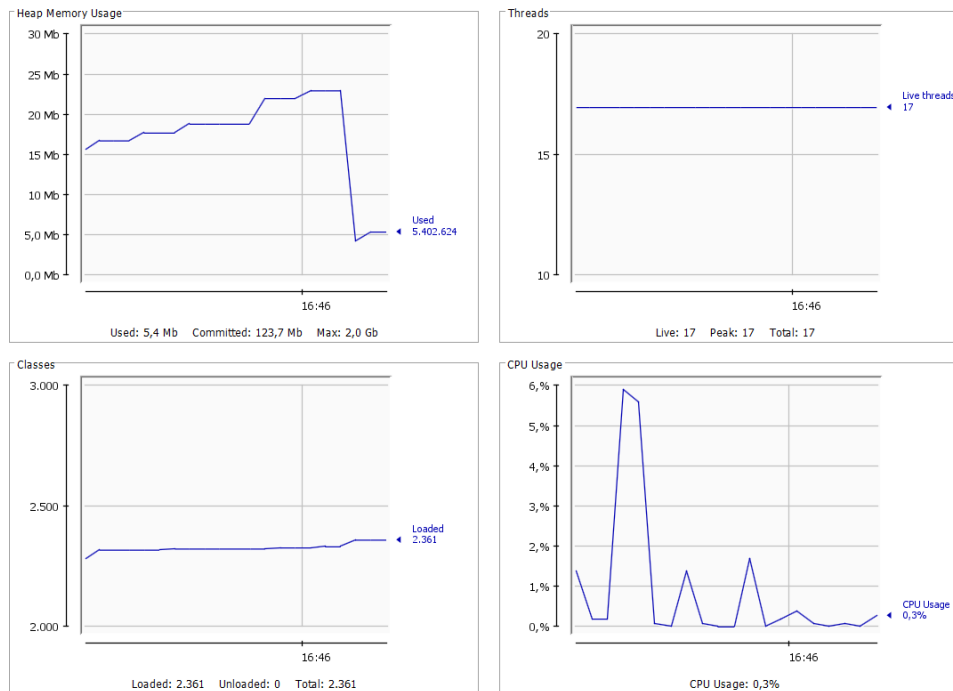 Heap Memory Usage
30 Mb
25 Mb
20 Mb
15 Mb
10 Mb
5,0 Mb
0,0 Mb
Used
5.402.624
16:46
Used: 5,4 Mb Committed: 123,7 Mb Max: 2,0 Gb
Threads
20
15
10
Live threads
17
16:46
Live: 17 Peak: 17 Total: 17
Classes
3.000
2.500
2.000
Loaded
2.361
16:46
Loaded: 2.361 Unloaded: 0 Total: 2.361
CPU Usage
6,%
5,%
4,%
3,%
2,%
1,%
0,%
CPU Usage
0,3%
16:46
CPU Usage: 0,3%